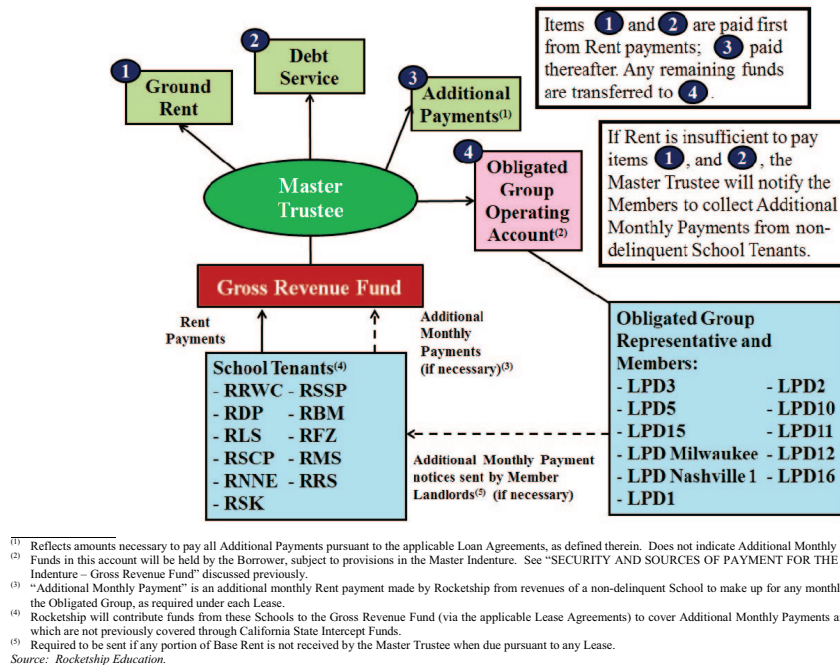 1
Ground
Rent
2
Debt
Service
3
Additional
Payments(1)
4
Obligated
Group
Operating
Account(2)
Master
Trustee
Gross Revenue Fund
Rent
Payments
Additional
Monthly
Payments
(if necessary)(3)
Items 1 and 2 are paid first
from Rent payments; 3 paid
thereafter. Any remaining funds
are transferred to 4.
If Rent is insufficient to pay
items 1, and 2, the
Master Trustee will notify the
Members to collect Additional
Monthly Payments from non-
delinquent School Tenants.
School Tenants(4)
- RRWC - RSSP
- RDP - RBM
- RLS - RFZ
- RSCP - RMS
- RNNE - RRS
- RSK
Additional Monthly Payment
notices sent by Member
Landlords(5) (if necessary)
Obligated Group
Representative and
Members:
- LPD3 - LPD2
- LPD5 - LPD10
- LPD15 - LPD11
- LPD Milwaukee - LPD12
- LPD Nashville 1 - LPD16
- LPD1
(1) Reflects amounts necessary to pay all Additional Payments pursuant to the applicable Loan Agreements, as defined therein. Does not indicate Additional Monthly
(2) Funds in this account will be held by the Borrower, subject to provisions in the Master Indenture. See “SECURITY AND SOURCES OF PAYMENT FOR THE
Indenture – Gross Revenue Fund” discussed previously.
(3) “Additional Monthly Payment” is an additional monthly Rent payment made by Rocketship from revenues of a non-delinquent School to make up for any monthl
the Obligated Group, as required under each Lease.
(4) Rocketship will contribute funds from these Schools to the Gross Revenue Fund (via the applicable Lease Agreements) to cover Additional Monthly Payments a
which are not previously covered through California State Intercept Funds.
(5) Required to be sent if any portion of Base Rent is not received by the Master Trustee when due pursuant to any Lease.
Source: Rocketship Education.